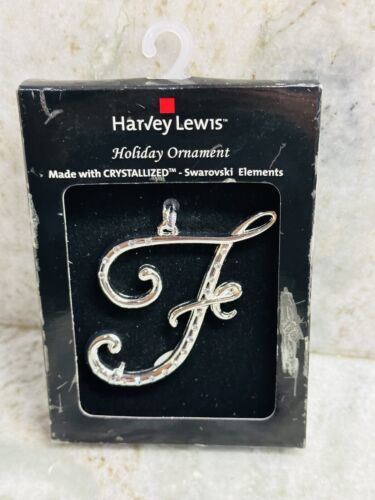 Harvey Lewis™
Holiday Ornament
Made with CRYSTALLIZED™ - Swarovski Elements
F